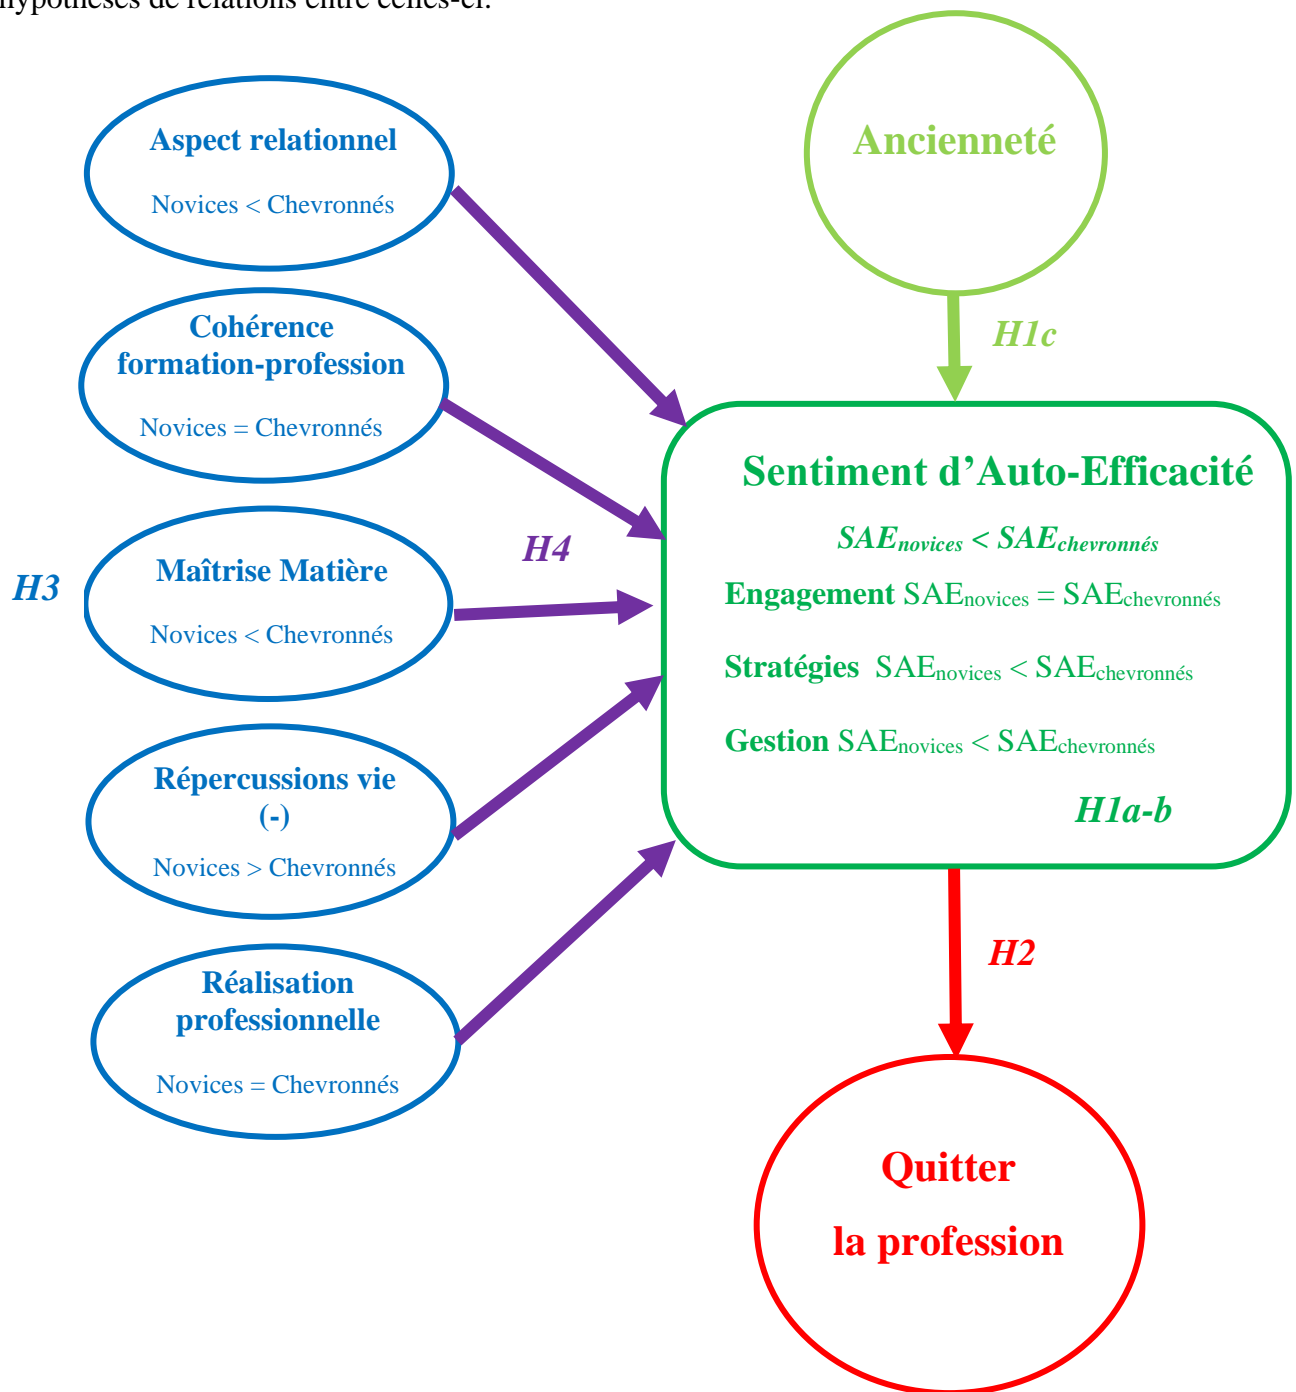 hypothèses de relations entre celles-ci.
Aspect relationnel
Novices < Chevronnés
Cohérence
formation-profession
Novices = Chevronnés
H3
Maîtrise Matière
Novices < Chevronnés
Répercussions vie
(-)
Novices > Chevronnés
Réalisation
professionnelle
Novices = Chevronnés
H4
Ancienneté
H1c
Sentiment d’Auto-Efficacité
SAEnovices < SAEchevronnés
Engagement SAEnovices = SAEchevronnés
Stratégies SAEnovices < SAEchevronnés
Gestion SAEnovices < SAEchevronnés
H1a-b
H2
Quitter
la profession